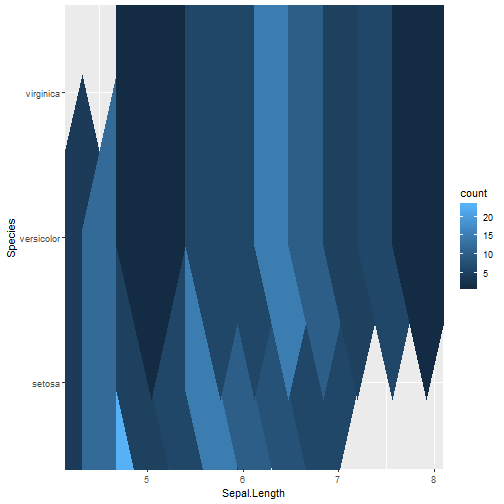 virginica
versicolor
setosa
Species
5 6 7 8
Sepal.Length
count
20
15
10
5